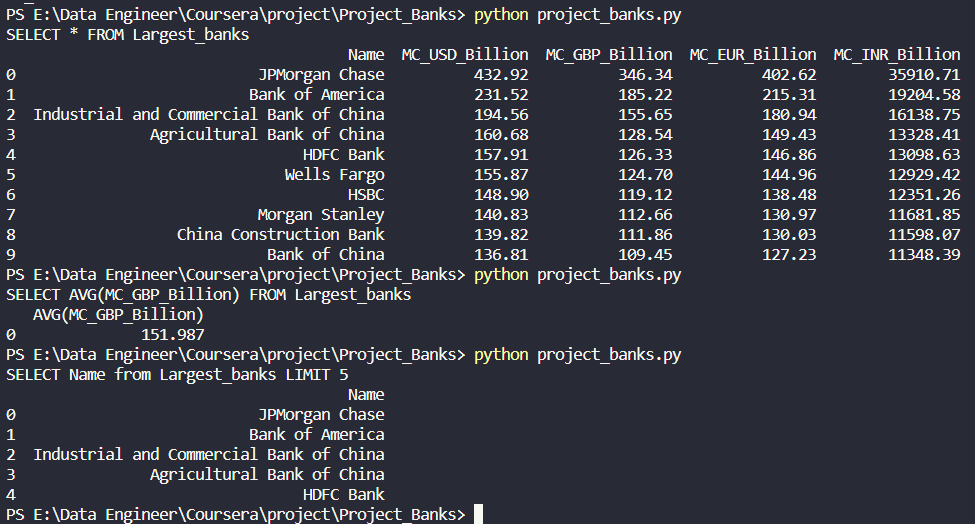 PS E:\Data Engineer\Coursera\project\Project_Banks> python project_banks.py
SELECT * FROM Largest_banks
                                      Name  MC_USD_Billion  MC_GBP_Billion  MC_EUR_Billion  MC_INR_Billion
0                           JPMorgan Chase          432.92          346.34          402.62        35910.71
1                          Bank of America          231.52          185.22          215.31        19204.58
2  Industrial and Commercial Bank of China          194.56          155.65          180.94        16138.75
3               Agricultural Bank of China          160.68          128.54          149.43        13328.41
4                                HDFC Bank          157.91          126.33          146.86        13098.63
5                              Wells Fargo          155.87          124.70          144.96        12929.42
6                                     HSBC          148.90          119.12          138.48        12351.26
7                           Morgan Stanley          140.83          112.66          130.97        11681.85
8                  China Construction Bank          139.82          111.86          130.03        11598.07
9                            Bank of China          136.81          109.45          127.23        11348.39
PS E:\Data Engineer\Coursera\project\Project_Banks> python project_banks.py
SELECT AVG(MC_GBP_Billion) FROM Largest_banks
   AVG(MC_GBP_Billion)
0              151.987
PS E:\Data Engineer\Coursera\project\Project_Banks> python project_banks.py
SELECT Name from Largest_banks LIMIT 5
                                      Name
0                           JPMorgan Chase
1                          Bank of America
2  Industrial and Commercial Bank of China
3               Agricultural Bank of China
4                                HDFC Bank
PS E:\Data Engineer\Coursera\project\Project_Banks>